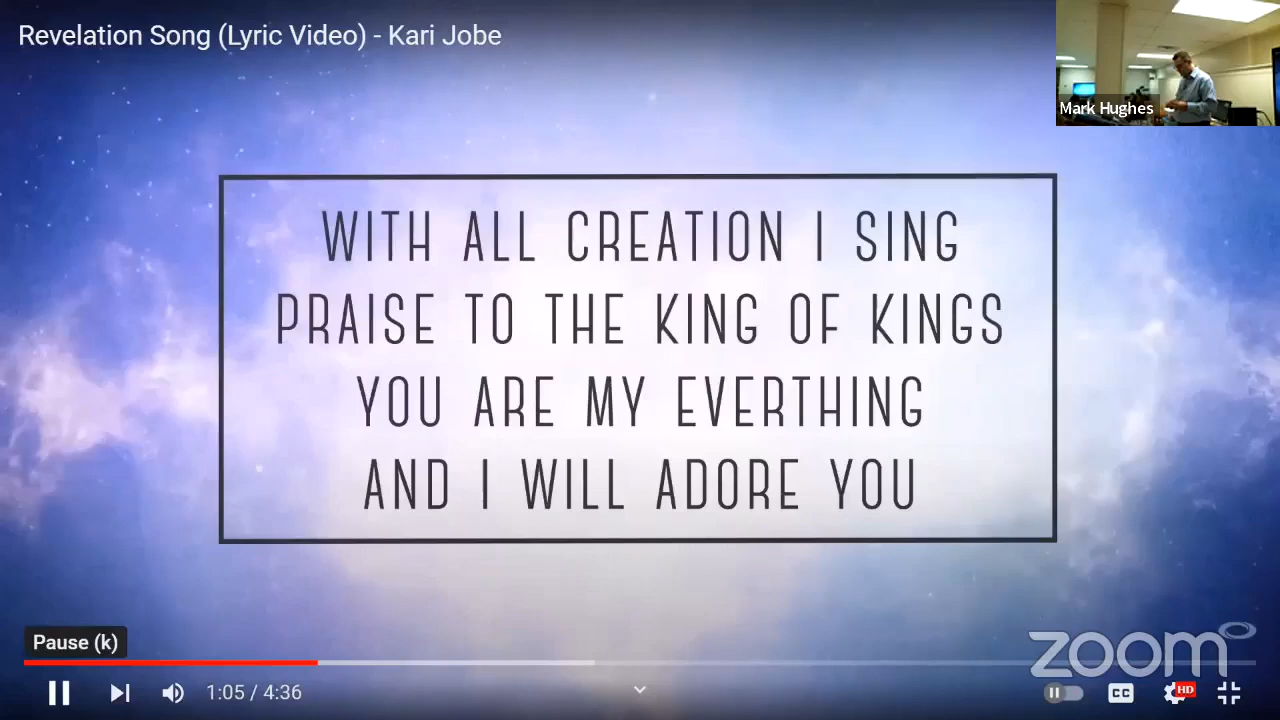 Revelation Song (Lyric Video) - Kari Jobe
Mark Hughes
WITH ALL CREATION I SING
PRAISE TO THE KING OF KINGS
YOU ARE MY EVERTHING
AND I WILL ADORE YOU
Pause (k)
zoom
1:05 / 4:36
CC
HD